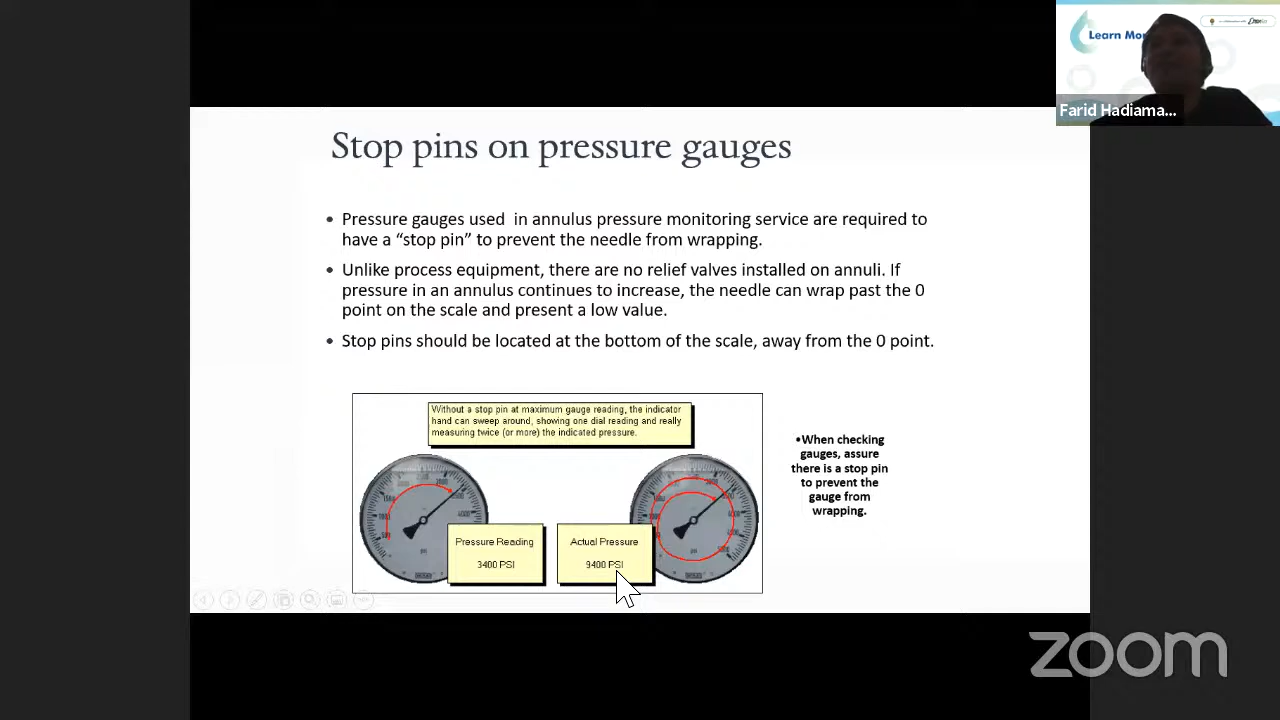 Learn Mor
Farid Hadiama...
Stop pins on pressure gauges
• Pressure gauges used in annulus pressure monitoring service are required to
have a “stop pin” to prevent the needle from wrapping.
• Unlike process equipment, there are no relief valves installed on annuli. If
pressure in an annulus continues to increase, the needle can wrap past the 0
point on the scale and present a low value.
• Stop pins should be located at the bottom of the scale, away from the 0 point.
Without a stop pin at maximum gauge reading, the indicator
hand can sweep around, showing one dial reading and really
measuring twice (or more) the indicated pressure.
Pressure Reading
3400 PSI
Actual Pressure
9400 PSI
•When checking
gauges, assure
there is a stop pin
to prevent the
gauge from
wrapping.
zoom